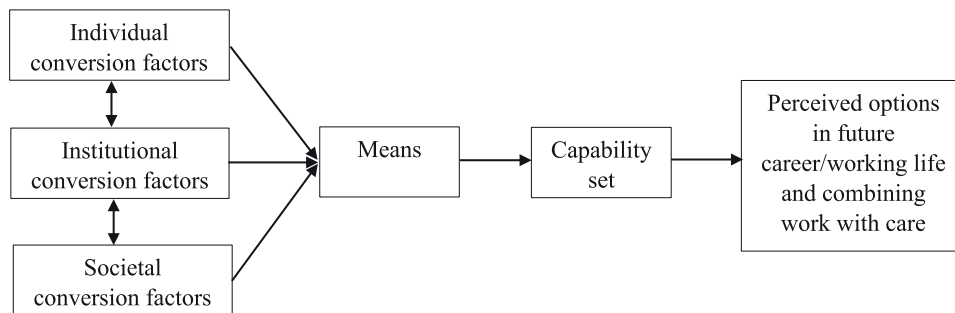 Individual
conversion factors
Institutional
conversion factors
Societal
conversion factors
Means
Capability
set
Perceived options
in future
career/working life
and combining
work with care